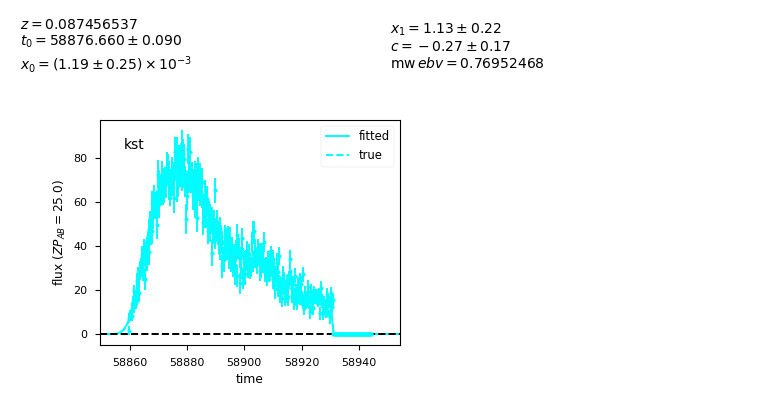 z = 0.087456537
t₀ = 58876.660 ± 0.090
x₀ = (1.19 ± 0.25) × 10⁻³
x₁ = 1.13 ± 0.22
c = −0.27 ± 0.17
mw ebv = 0.76952468
kst
fitted
true
flux (ZP_AB = 25.0)
80
60
40
20
0
58860 58880 58900 58920 58940
time